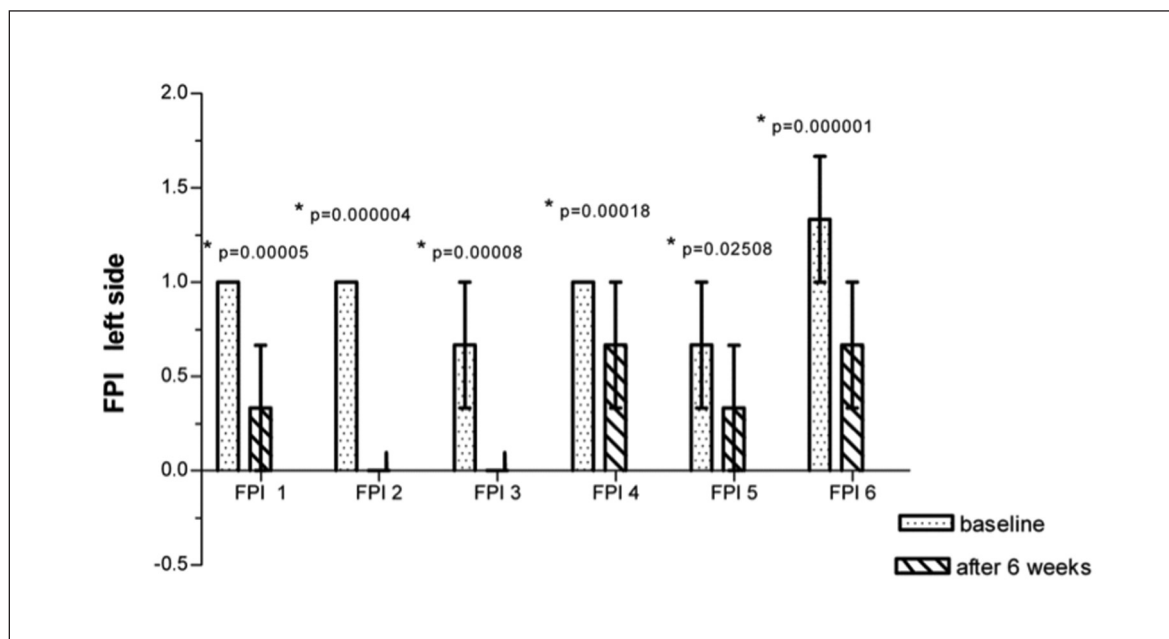 FPI left side
2.0
1.5
1.0
0.5
0.0
-0.5
* p=0.00005
* p=0.000004
* p=0.00008
* p=0.00018
* p=0.02508
* p=0.000001
FPI 1
FPI 2
FPI 3
FPI 4
FPI 5
FPI 6
baseline
after 6 weeks